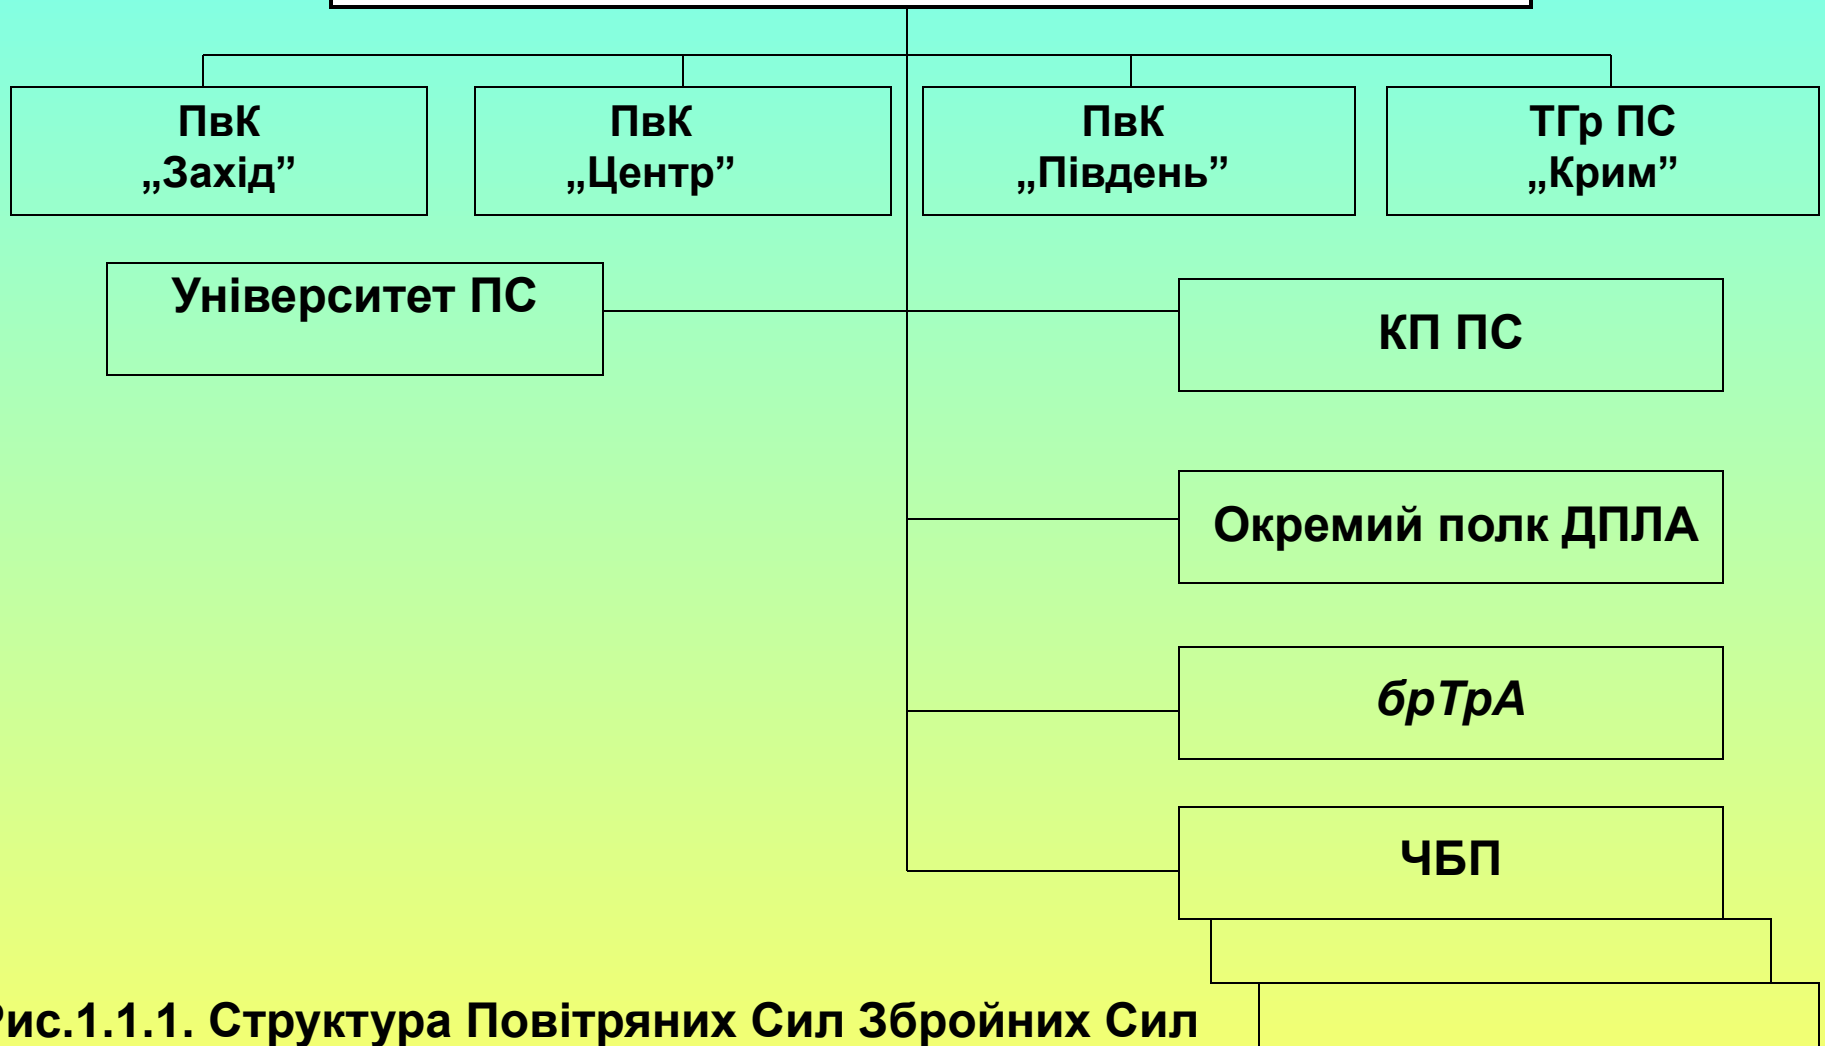 ПвК
„Захід”
ПвК
„Центр”
ПвК
„Південь”
ТГр ПС
„Крим”
Університет ПС
КП ПС
Окремий полк ДПЛА
брТрА
ЧБП
Рис.1.1.1. Структура Повітряних Сил Збройних Сил